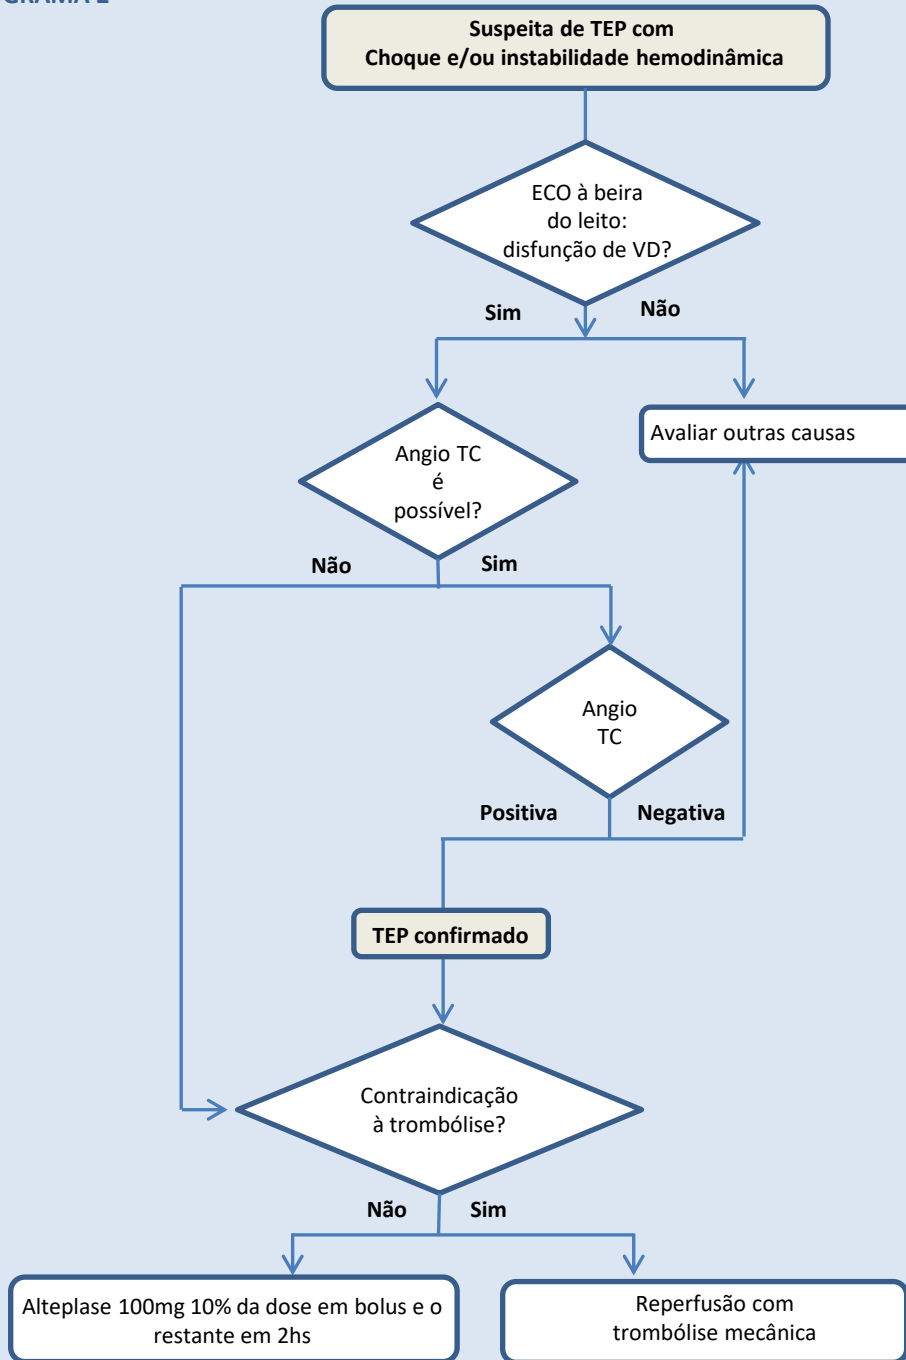 Suspeita de TEP com
Choque e/ou instabilidade hemodinâmica
ECO à beira
do leito:
disfunção de VD?
Sim
Não
Angio TC
é
possível?
Avaliar outras causas
Não
Sim
Angio
TC
Positiva
Negativa
TEP confirmado
Contraindicação
à trombólise?
Não
Sim
Alteplase 100mg 10% da dose em bolus e o
restante em 2hs
Reperfusão com
trombólise mecânica